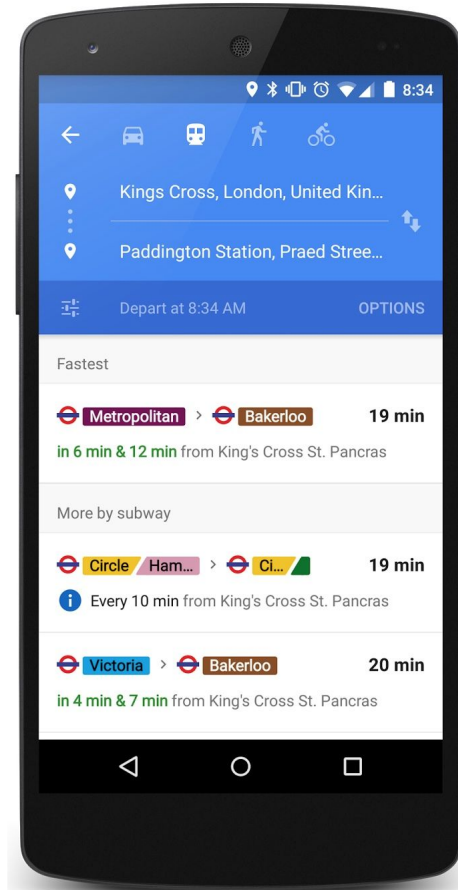 8:34
Kings Cross, London, United Kin...
Paddington Station, Praed Stree...
Depart at 8:34 AM OPTIONS
Fastest
Metropolitan > Bakerloo 19 min
in 6 min & 12 min from King's Cross St. Pancras
More by subway
Circle Ham... > Ci... 19 min
i Every 10 min from King's Cross St. Pancras
Victoria > Bakerloo 20 min
in 4 min & 7 min from King's Cross St. Pancras